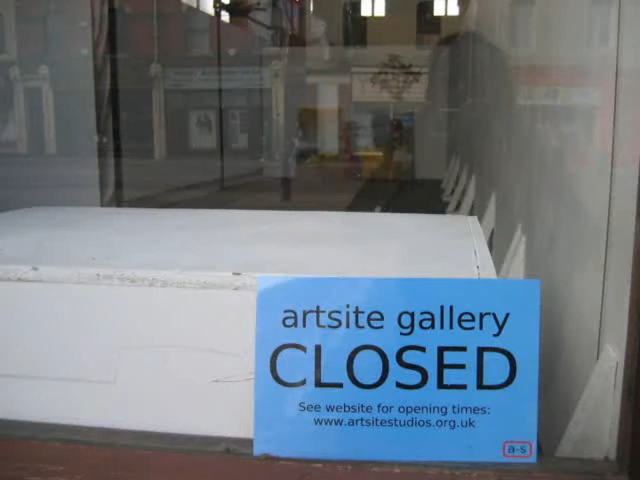 artsite gallery
CLOSED
See website for opening times:
www.artsitestudios.org.uk
a-s